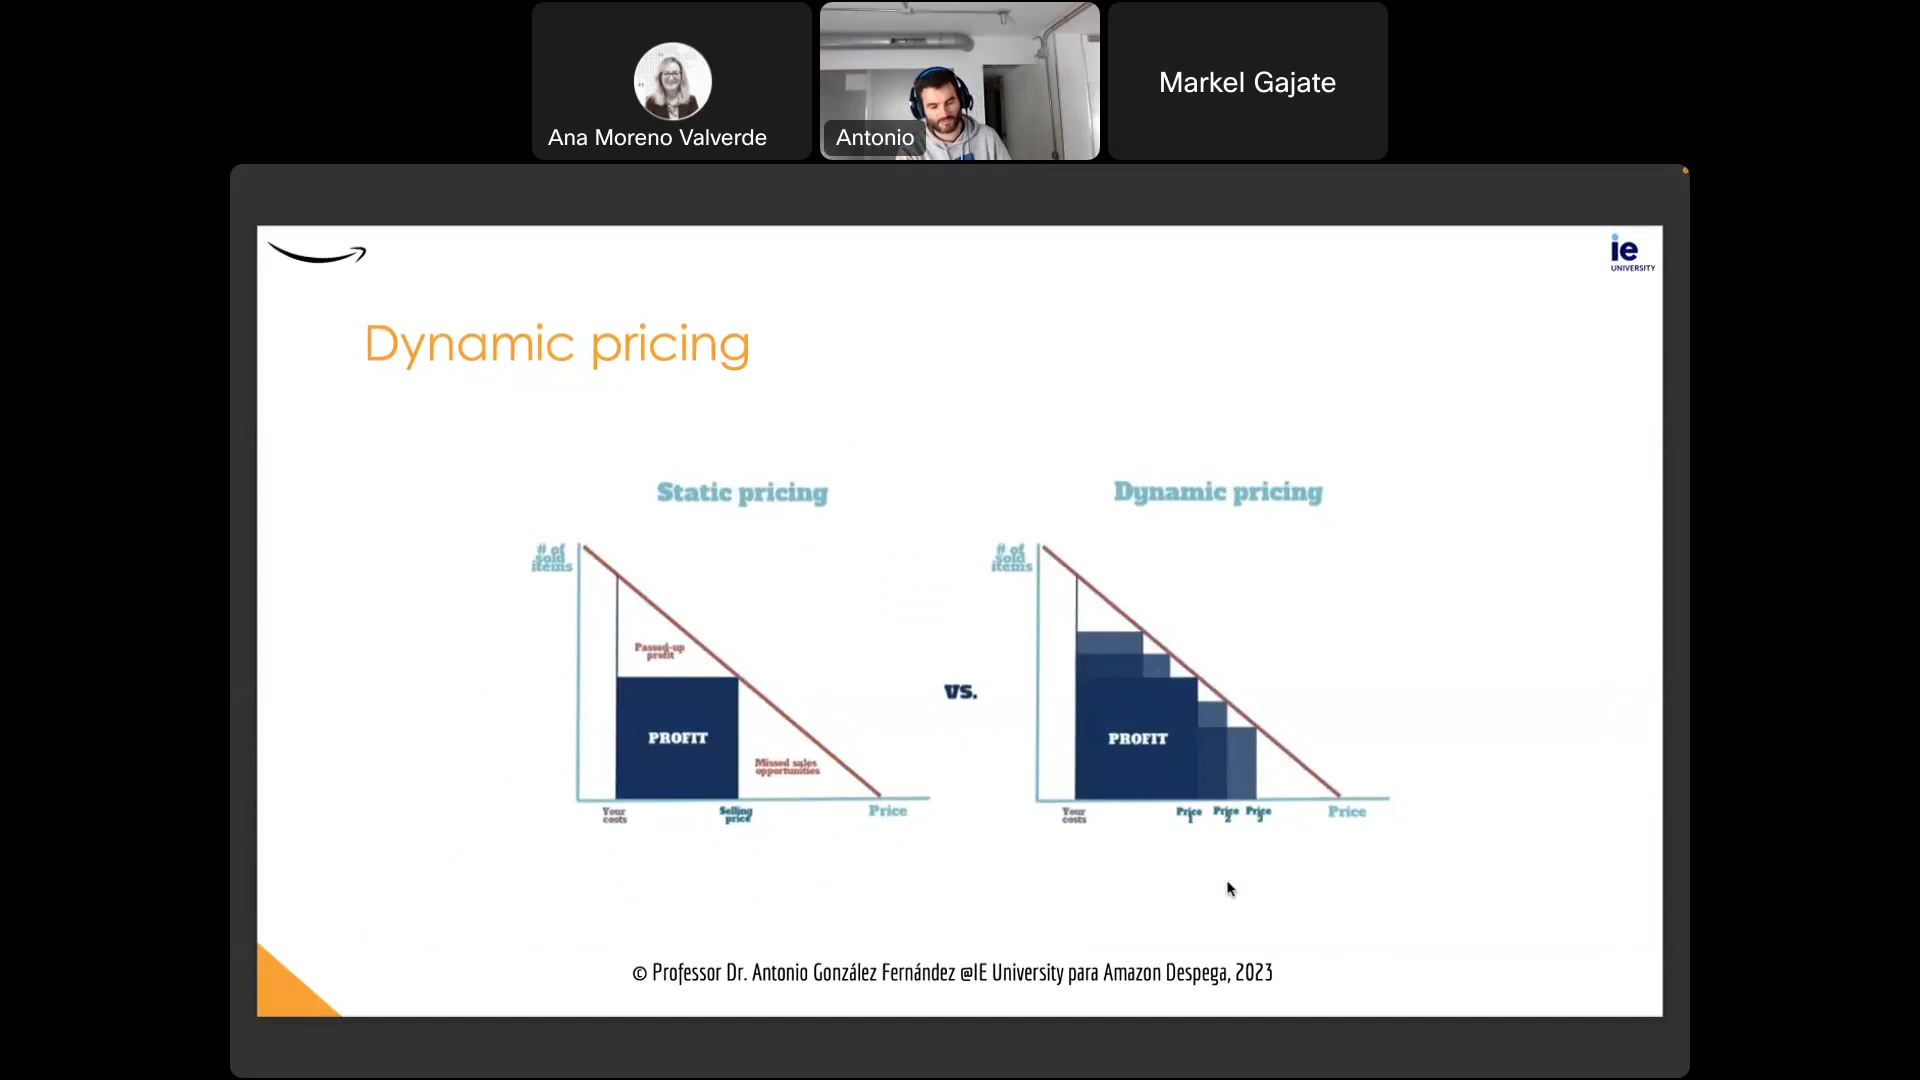 Ana Moreno Valverde
Antonio
Markel Gajate
ie
UNIVERSITY
Dynamic pricing
Static pricing
# of
sold
items
Passed-up
profit
PROFIT
Missed sales
opportunities
Your
costs
Selling
price
Price
vs.
Dynamic pricing
# of
sold
items
PROFIT
Your
costs
Price
1
Price
2
Price
3
Price
© Professor Dr. Antonio González Fernández @IE University para Amazon Despega, 2023